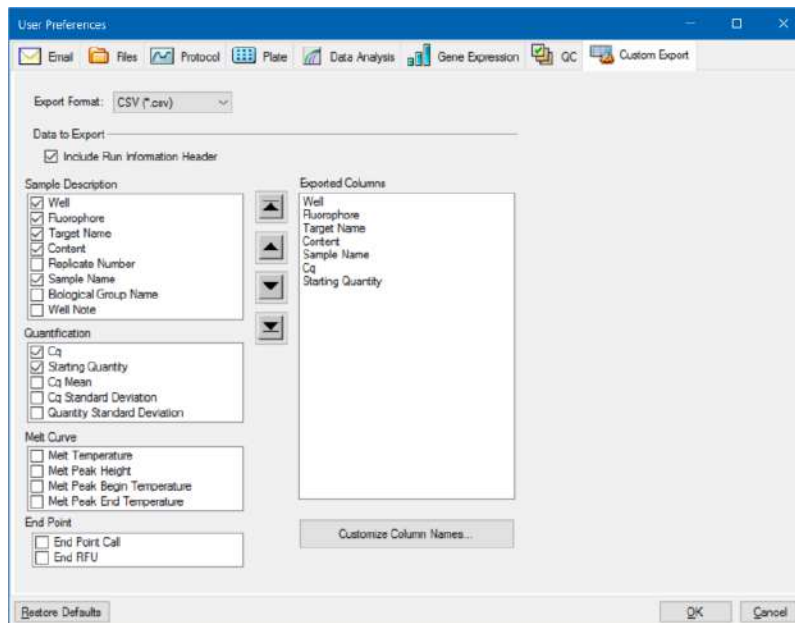 User Preferences
Email Files Protocol Plate Data Analysis Gene Expression QC Custom Export
Export Format: CSV (*.csv)
Data to Export
Include Run Information Header
Sample Description
Well
Fluorophore
Target Name
Content
Replicate Number
Sample Name
Biological Group Name
Well Note
Quantification
Cq
Starting Quantity
Cq Mean
Cq Standard Deviation
Quantity Standard Deviation
Melt Curve
Melt Temperature
Melt Peak Height
Melt Peak Begin Temperature
Melt Peak End Temperature
End Point
End Point Call
End RFU
Exported Columns
Well
Fluorophore
Target Name
Content
Sample Name
Cq
Starting Quantity
Customize Column Names...
Restore Defaults OK Cancel